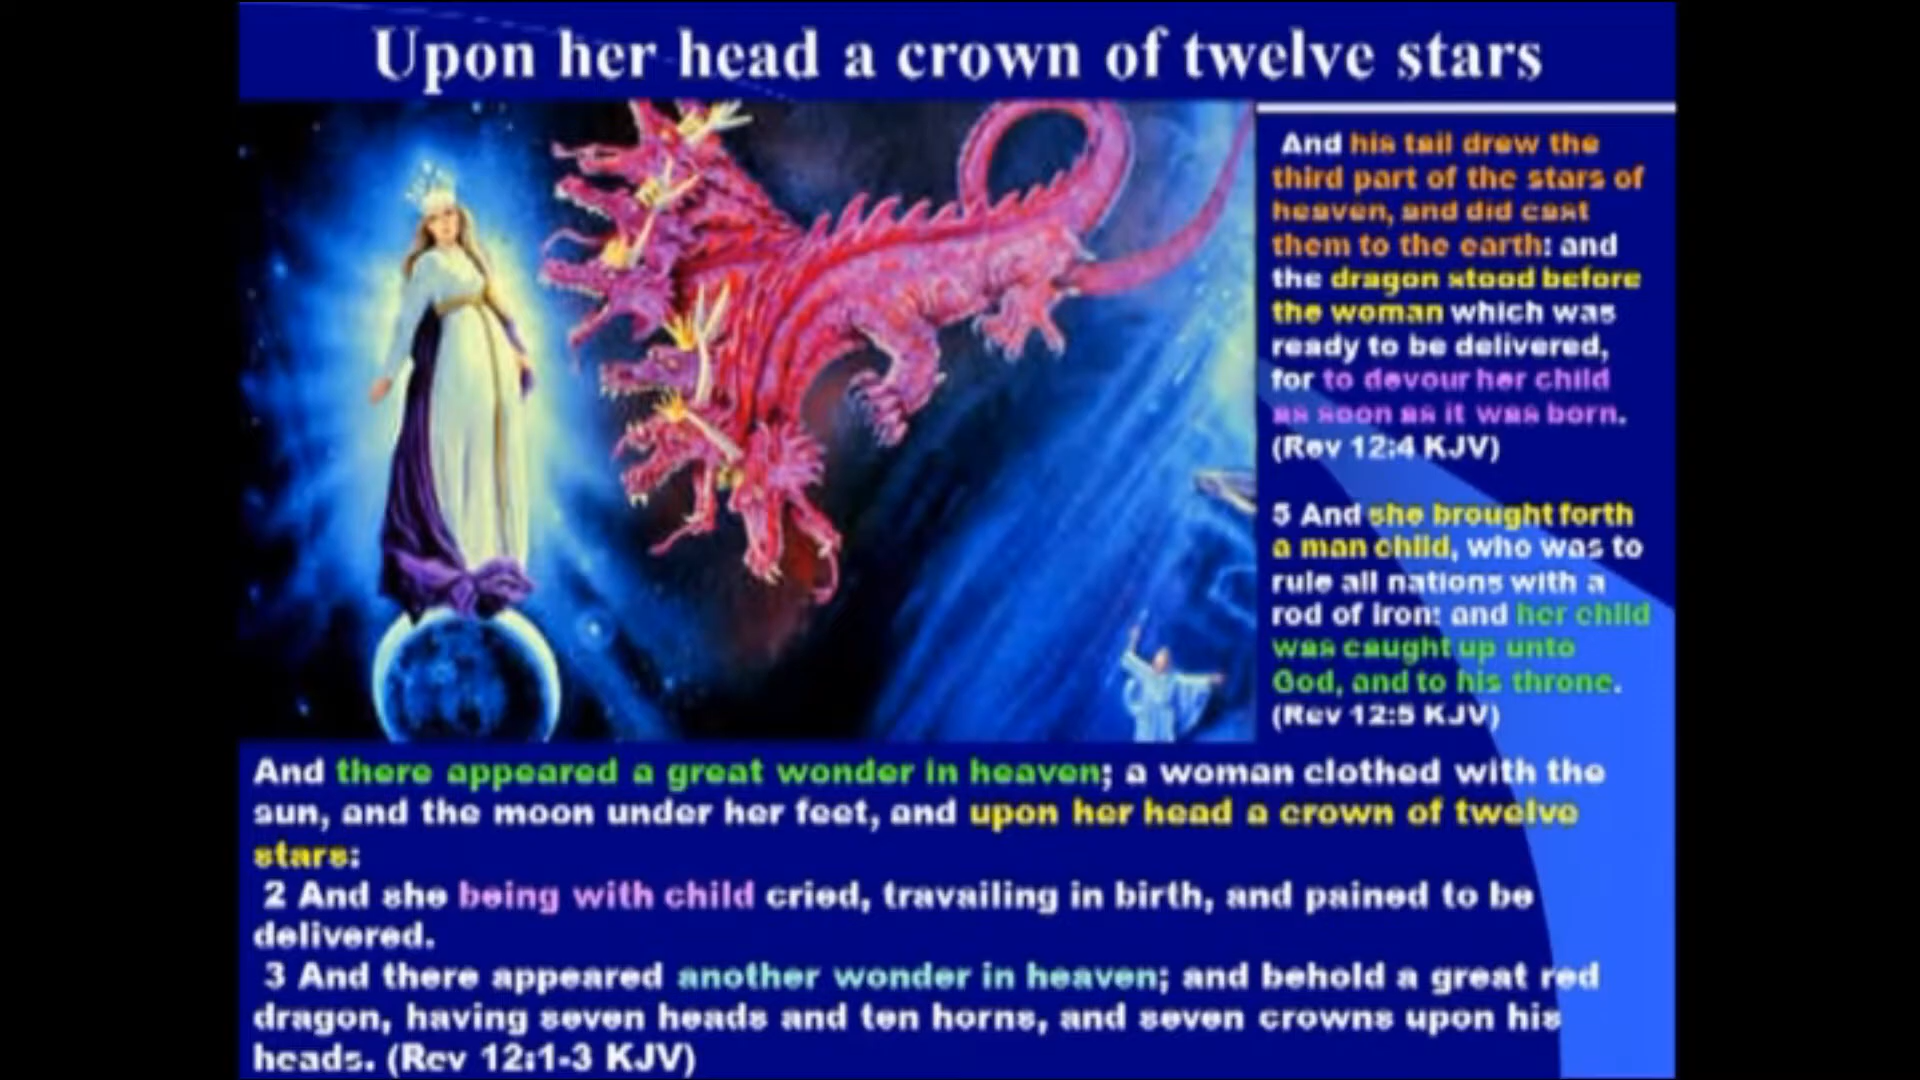 Upon her head a crown of twelve stars
And his tail drew the
third part of the stars of
heaven, and did cast
them to the earth: and
the dragon stood before
the woman which was
ready to be delivered,
for to devour her child
as soon as it was born.
(Rev 12:4 KJV)
5 And she brought forth
a man child, who was to
rule all nations with a
rod of iron: and her child
was caught up unto
God, and to his throne.
(Rev 12:5 KJV)
And there appeared a great wonder in heaven; a woman clothed with the
sun, and the moon under her feet, and upon her head a crown of twelve
stars:
2 And she being with child cried, travailing in birth, and pained to be
delivered.
3 And there appeared another wonder in heaven; and behold a great red
dragon, having seven heads and ten horns, and seven crowns upon his
heads. (Rev 12:1-3 KJV)